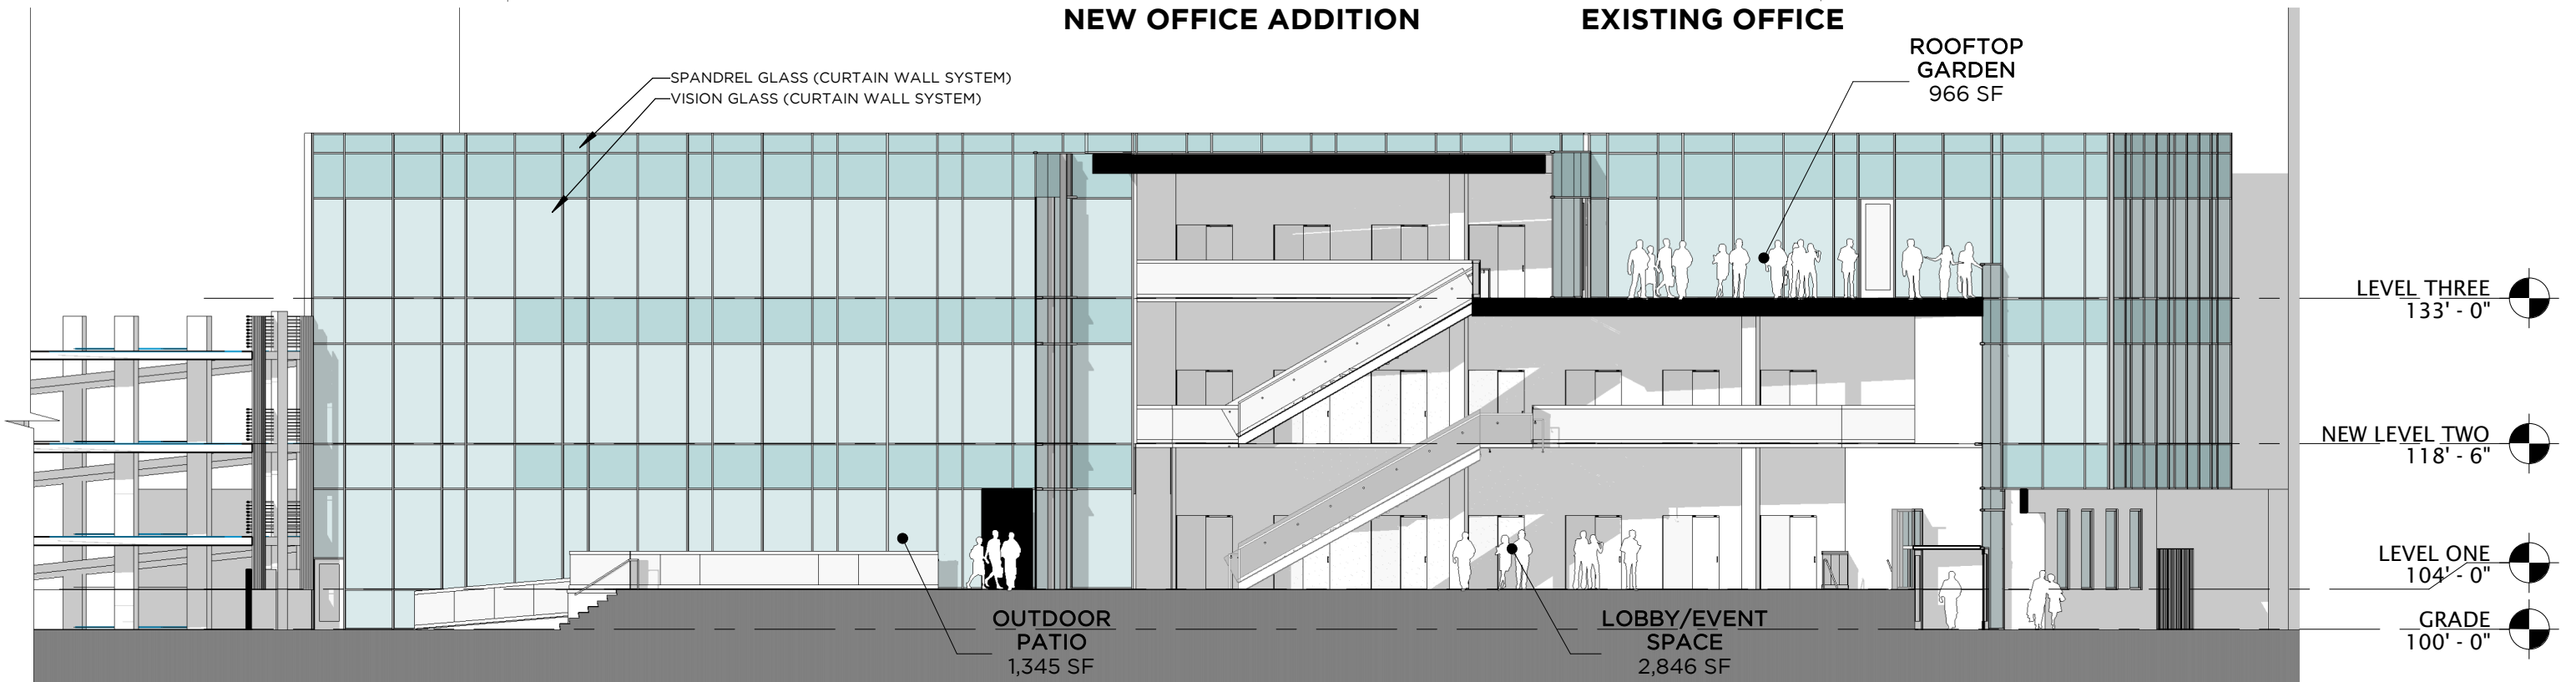 NEW OFFICE ADDITION
EXISTING OFFICE
ROOFTOP
GARDEN
966 SF
SPANDREL GLASS (CURTAIN WALL SYSTEM)
VISION GLASS (CURTAIN WALL SYSTEM)
LEVEL THREE
133' - 0"
NEW LEVEL TWO
118' - 6"
LEVEL ONE
104' - 0"
GRADE
100' - 0"
OUTDOOR
PATIO
1,345 SF
LOBBY/EVENT
SPACE
2,846 SF